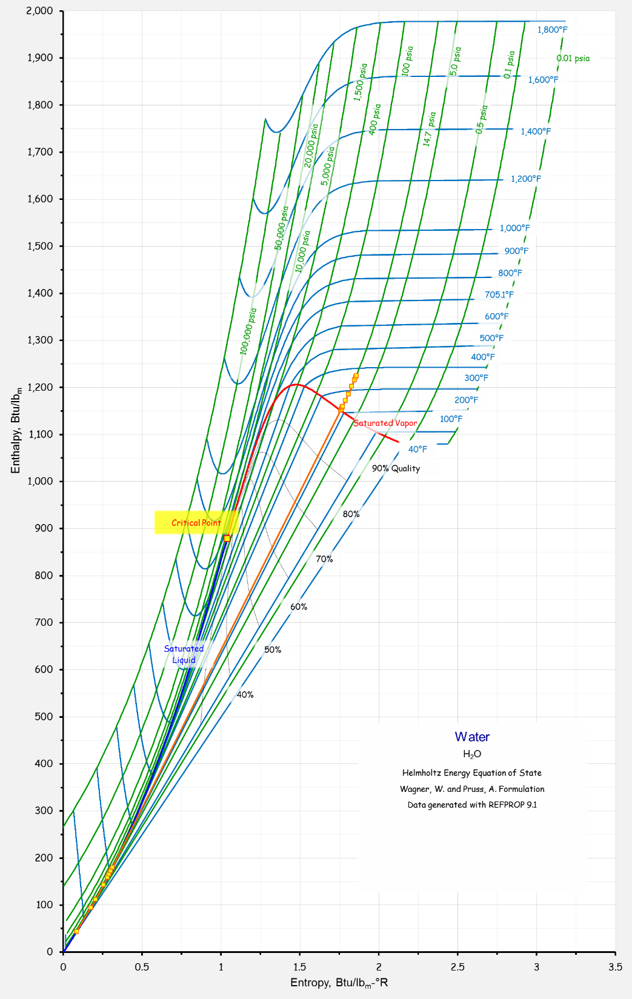 2,000
1,900
1,800
1,700
1,600
1,500
1,400
1,300
1,200
1,100
1,000
900
800
700
600
500
400
300
200
100
0
Enthalpy, Btu/lbₘ
0
0.5
1
1.5
2
2.5
3
3.5
Entropy, Btu/lbₘ-°R
1,800°F
0.01 psia
1,600°F
1,400°F
1,200°F
1,000°F
900°F
800°F
705.1°F
600°F
500°F
400°F
300°F
200°F
100°F
40°F
100,000 psia
50,000 psia
10,000 psia
20,000 psia
5,000 psia
1,500 psia
400 psia
100 psia
14.7 psia
5.0 psia
0.5 psia
0.1 psia
Saturated Vapor
90% Quality
80%
70%
60%
50%
40%
Critical Point
Saturated
Liquid
Water
H₂O
Helmholtz Energy Equation of State
Wagner, W. and Pruss, A. Formulation
Data generated with REFPROP 9.1